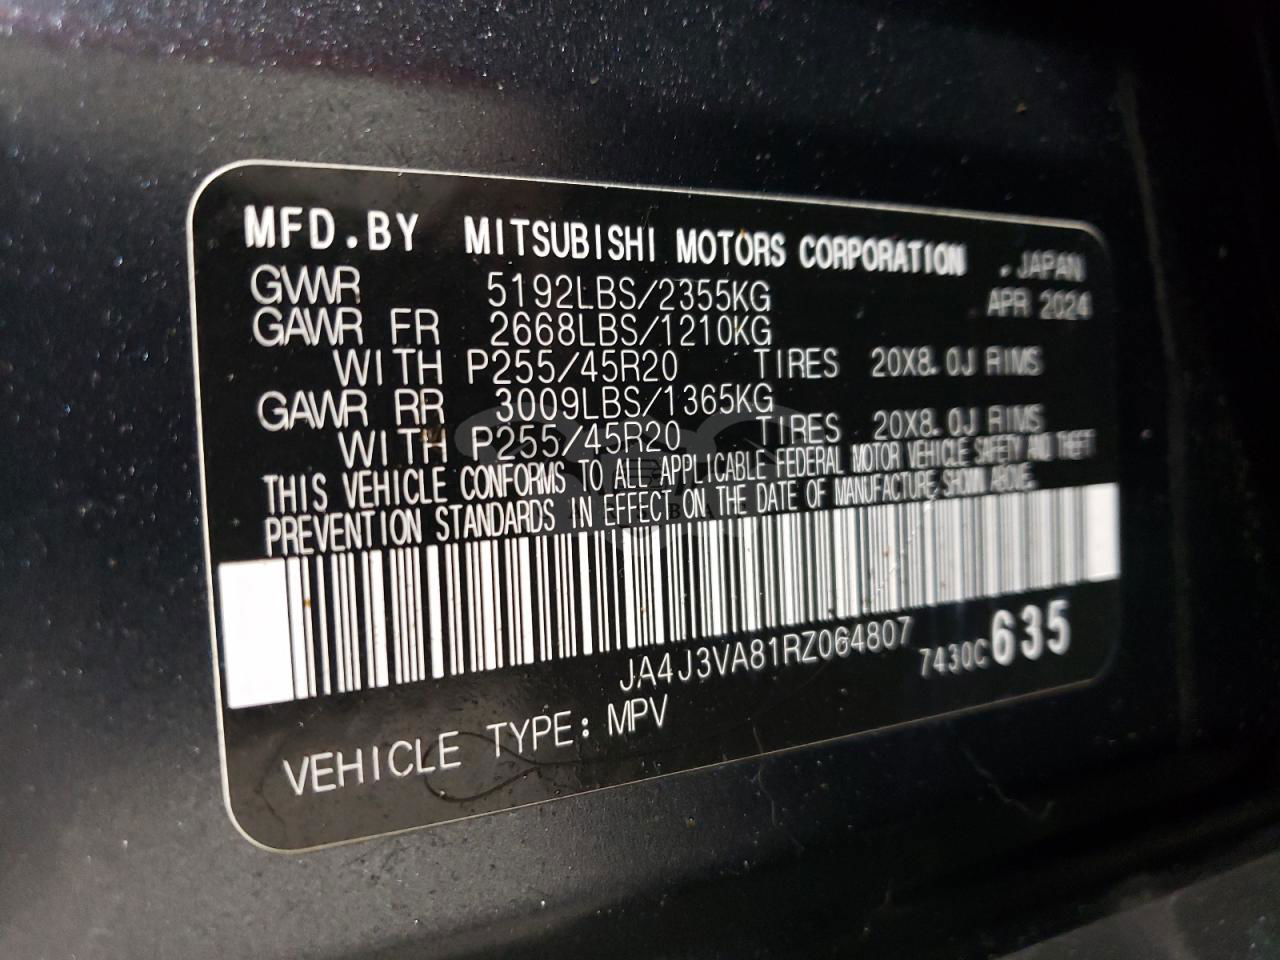 MFD.BY MITSUBISHI MOTORS CORPORATION .JAPAN
GVWR 5192LBS/2355KG APR 2024
GAWR FR 2668LBS/1210KG
WITH P255/45R20 TIRES 20X8.0J RIMS
GAWR RR 3009LBS/1365KG
WITH P255/45R20 TIRES 20X8.0J RIMS
THIS VEHICLE CONFORMS TO ALL APPLICABLE FEDERAL MOTOR VEHICLE SAFETY AND THEFT
PREVENTION STANDARDS IN EFFECT ON THE DATE OF MANUFACTURE SHOWN ABOVE.
JA4J3VA81RZ064807 7430C635
VEHICLE TYPE: MPV